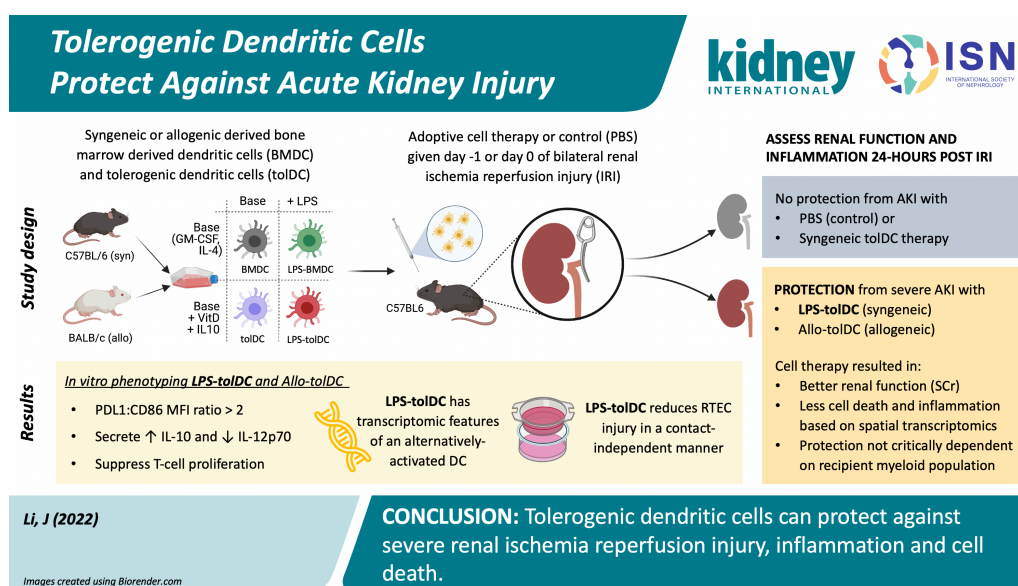 Tolerogenic Dendritic Cells
Protect Against Acute Kidney Injury
kidney
INTERNATIONAL
ISN
INTERNATIONAL SOCIETY
OF NEPHROLOGY
Study design
Syngeneic or allogenic derived bone
marrow derived dendritic cells (BMDC)
and tolerogenic dendritic cells (tolDC)
C57BL/6 (syn)
BALB/c (allo)
Base
+ LPS
Base
(GM-CSF,
IL-4)
BMDC
LPS-BMDC
Base
+ VitD
+ IL10
tolDC
LPS-tolDC
Adoptive cell therapy or control (PBS)
given day -1 or day 0 of bilateral renal
ischemia reperfusion injury (IRI)
C57BL6
ASSESS RENAL FUNCTION AND
INFLAMMATION 24-HOURS POST IRI
No protection from AKI with
• PBS (control) or
• Syngeneic tolDC therapy
PROTECTION from severe AKI with
• LPS-tolDC (syngeneic)
• Allo-tolDC (allogeneic)
Cell therapy resulted in:
• Better renal function (SCr)
• Less cell death and inflammation
based on spatial transcriptomics
• Protection not critically dependent
on recipient myeloid population
Results
In vitro phenotyping LPS-tolDC and Allo-tolDC
• PDL1:CD86 MFI ratio > 2
• Secrete ↑ IL-10 and ↓ IL-12p70
• Suppress T-cell proliferation
LPS-tolDC has
transcriptomic features
of an alternatively-
activated DC
LPS-tolDC reduces RTEC
injury in a contact-
independent manner
Li, J (2022)
Images created using Biorender.com
CONCLUSION: Tolerogenic dendritic cells can protect against
severe renal ischemia reperfusion injury, inflammation and cell
death.